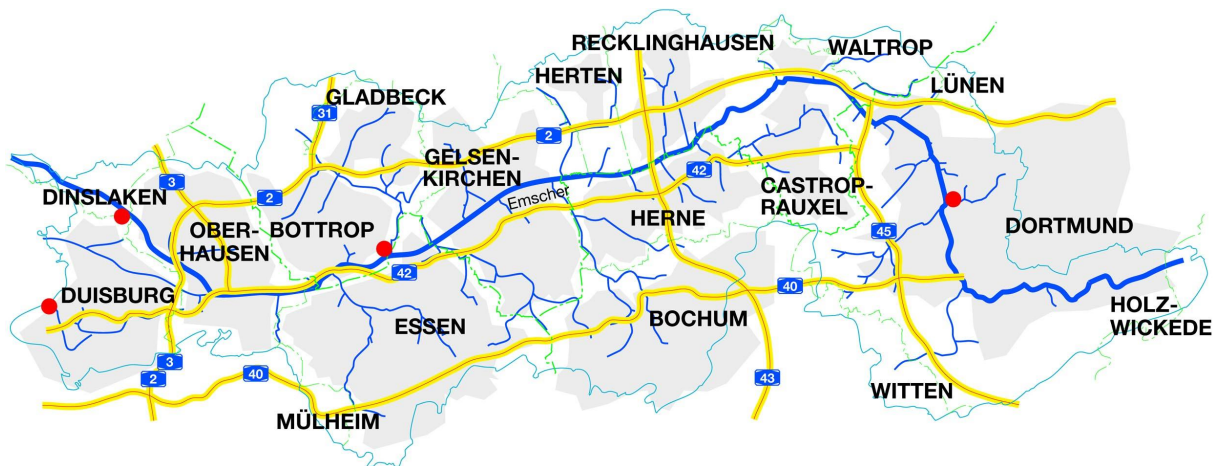 RECKLINGHAUSEN
WALTROP
HERTEN
LÜNEN
GLADBECK
31
2
GELSEN-
KIRCHEN
42
3
DINSLAKEN
2
Emscher
CASTROP-
RAUXEL
HERNE
OBER-
HAUSEN
BOTTROP
45
DORTMUND
42
40
DUISBURG
ESSEN
BOCHUM
HOLZ-
WICKEDE
3
2
40
43
WITTEN
MÜLHEIM